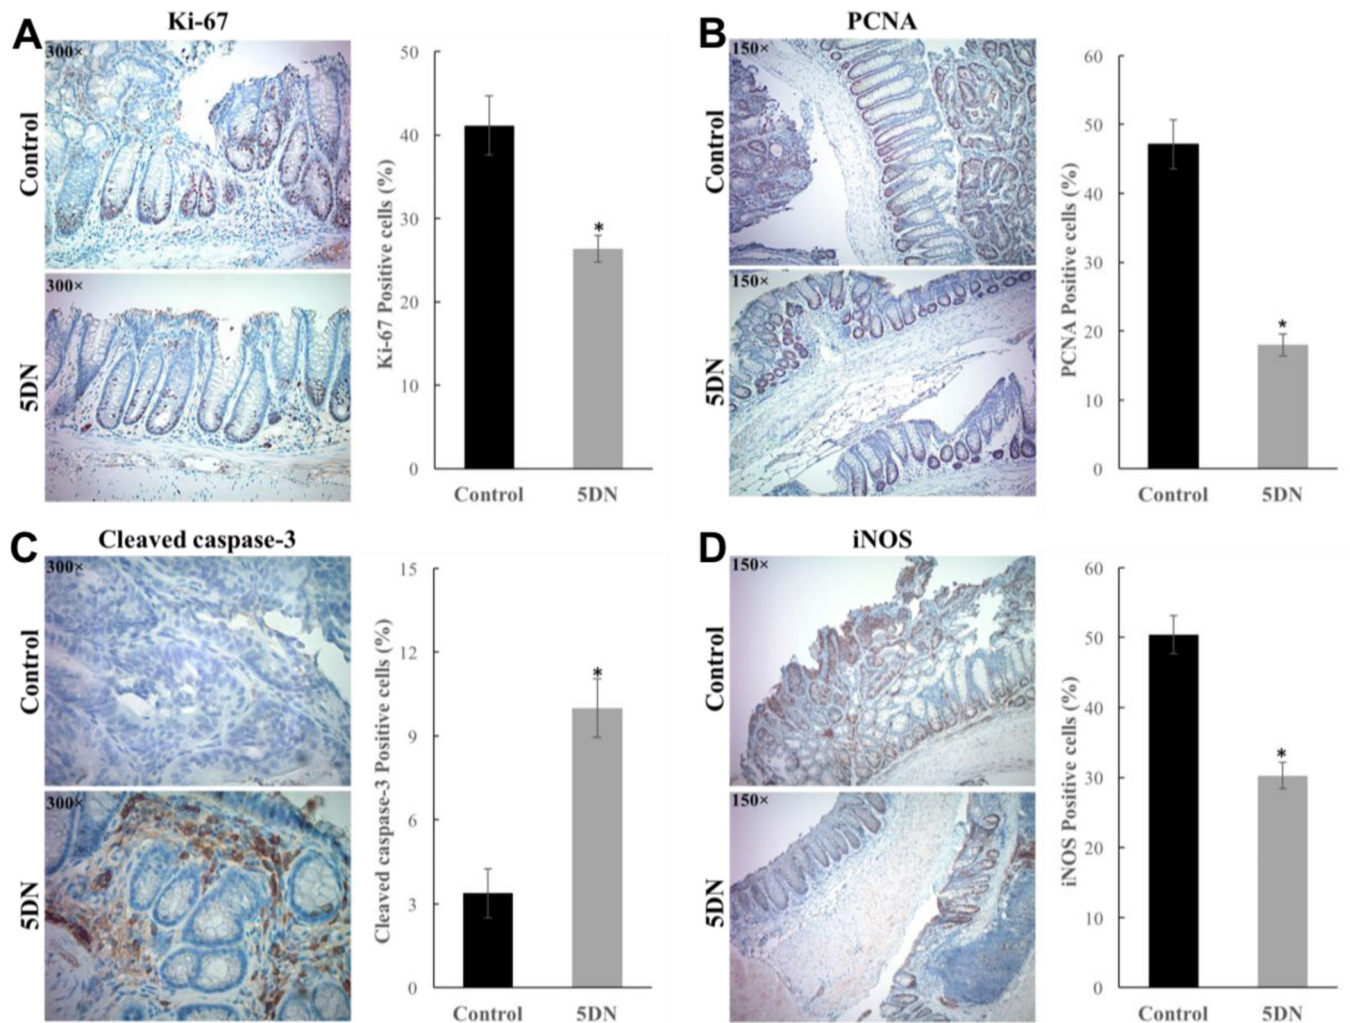 A
Ki-67
300×
Control
300×
5DN
50
40
30
20
10
0
Ki-67 Positive cells (%)
*
Control
5DN
B
PCNA
150×
Control
150×
5DN
60
50
40
30
20
10
0
PCNA Positive cells (%)
*
Control
5DN
C
Cleaved caspase-3
300×
Control
300×
5DN
15
12
9
6
3
0
Cleaved caspase-3 Positive cells (%)
*
Control
5DN
D
iNOS
150×
Control
150×
5DN
60
50
40
30
20
10
0
iNOS Positive cells (%)
*
Control
5DN